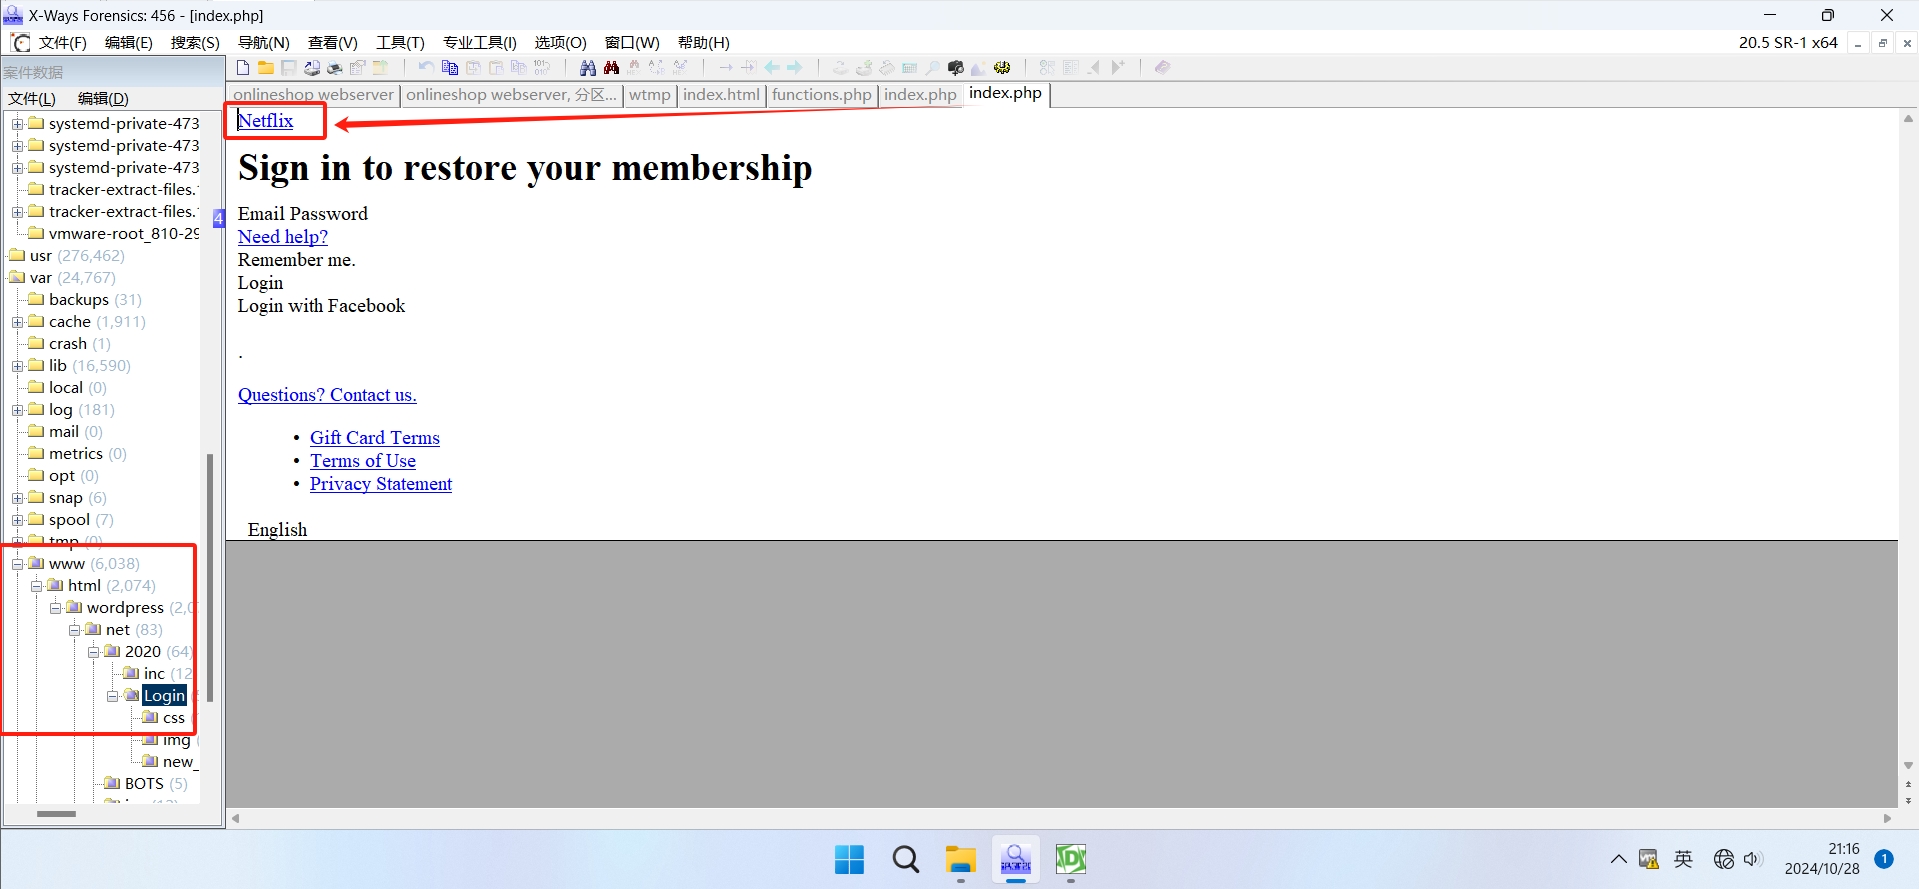 X-Ways Forensics: 456 - [index.php]
文件(F) 编辑(E) 搜索(S) 导航(N) 查看(V) 工具(T) 专业工具(I) 选项(O) 窗口(W) 帮助(H) 20.5 SR-1 x64
案件数据
文件(L) 编辑(D)
systemd-private-473
systemd-private-473
systemd-private-473
tracker-extract-files.
tracker-extract-files.
vmware-root_810-29
usr (276,462)
var (24,767)
backups (31)
cache (1,911)
crash (1)
lib (16,590)
local (0)
log (181)
mail (0)
metrics (0)
opt (0)
snap (6)
spool (7)
tmp (0)
www (6,038)
html (2,074)
wordpress (2,0
net (83)
2020 (64)
inc (12
Login
css
img
new_
BOTS (5)
4
onlineshop webserver onlineshop webserver, 分区... wtmp index.html functions.php index.php index.php
Netflix
Sign in to restore your membership
Email Password
Need help?
Remember me.
Login
Login with Facebook
.
Questions? Contact us.
• Gift Card Terms
• Terms of Use
• Privacy Statement
English
英
21:16
2024/10/28
1